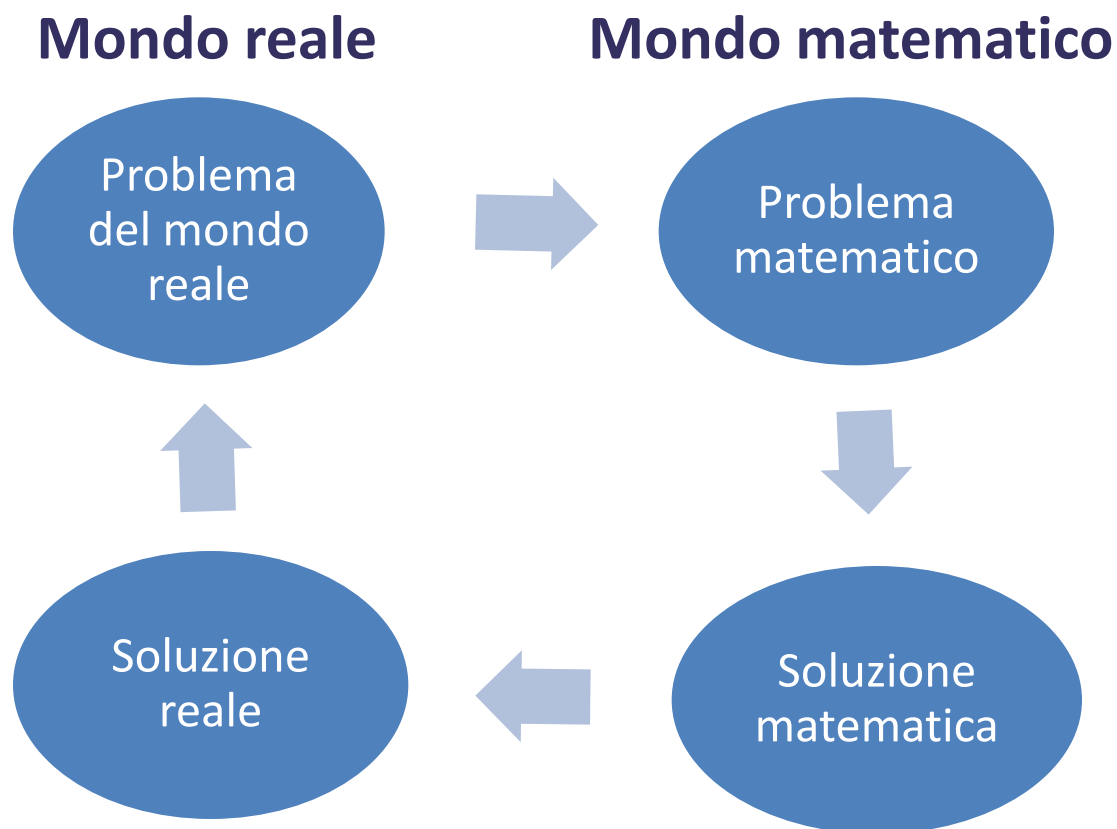 Mondo reale
Mondo matematico
Problema
del mondo
reale
Problema
matematico
Soluzione
reale
Soluzione
matematica